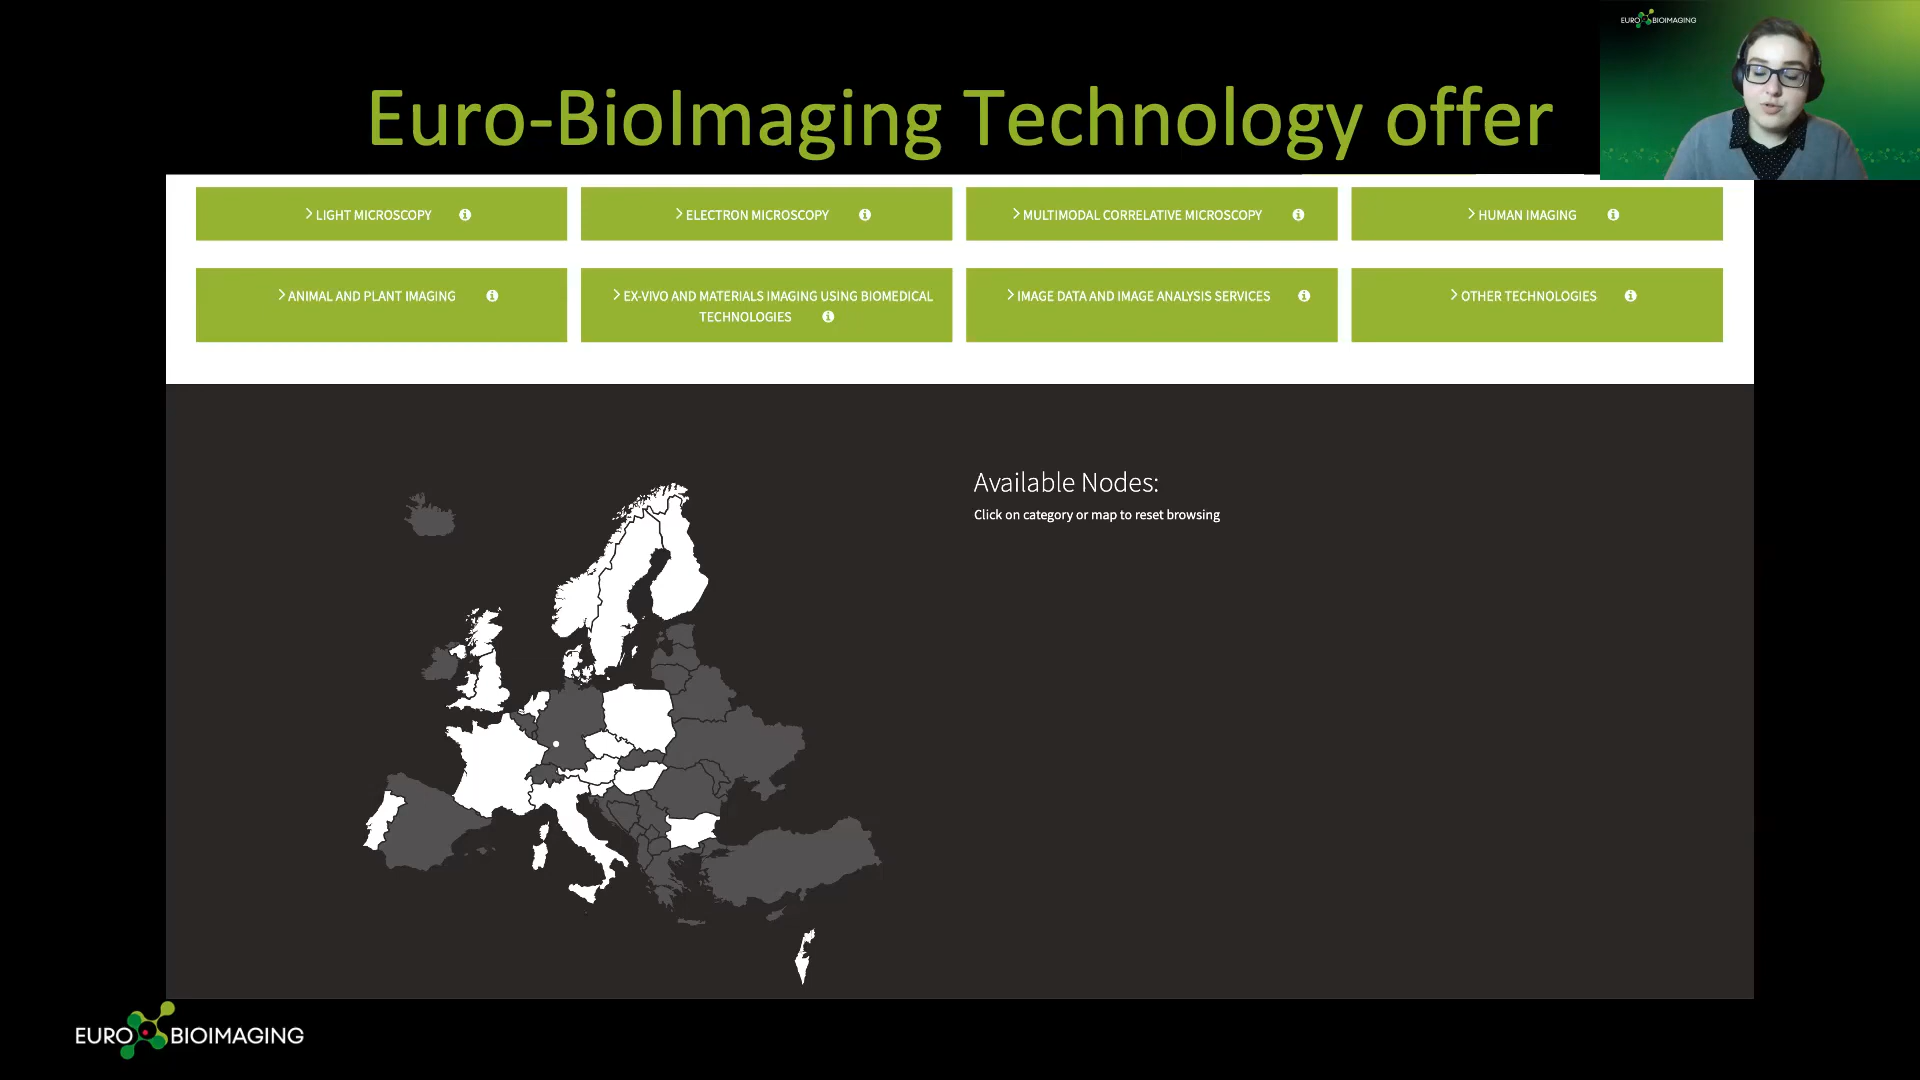 EURO BIOIMAGING
Euro-BioImaging Technology offer
LIGHT MICROSCOPY
ELECTRON MICROSCOPY
MULTIMODAL CORRELATIVE MICROSCOPY
HUMAN IMAGING
ANIMAL AND PLANT IMAGING
EX-VIVO AND MATERIALS IMAGING USING BIOMEDICAL
TECHNOLOGIES
IMAGE DATA AND IMAGE ANALYSIS SERVICES
OTHER TECHNOLOGIES
Available Nodes:
Click on category or map to reset browsing
EURO BIOIMAGING